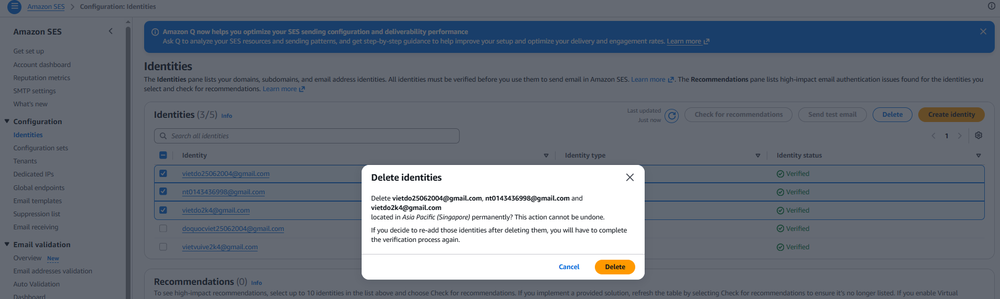 Amazon SES > Configuration: Identities
Amazon SES
Get set up
Account dashboard
Reputation metrics
SMTP settings
What's new
Configuration
Identities
Configuration sets
Tenants
Dedicated IPs
Global endpoints
Email templates
Suppression list
Email receiving
Email validation
Overview New
Email addresses validation
Auto Validation
Dashboard
Amazon Q now helps you optimize your SES sending configuration and deliverability performance
Ask Q to analyze your SES resources and sending patterns, and get step-by-step guidance to help improve your setup and optimize your delivery and engagement rates. Learn more
Identities
The Identities pane lists your domains, subdomains, and email address identities. All identities must be verified before you use them to send email in Amazon SES. Learn more . The Recommendations pane lists high-impact email authentication issues found for the identities you
select and check for recommendations. Learn more
Identities (3/5) Info
Last updated
Just now
Check for recommendations
Send test email
Delete
Create identity
Search all identities
1
Identity Identity type Identity status
vietdo25062004@gmail.com Verified
nt0143436998@gmail.com Verified
vietdo2k4@gmail.com Verified
doquocviet25062004@gmail.com Verified
vietvuive2k4@gmail.com Verified
Delete identities
Delete vietdo25062004@gmail.com, nt0143436998@gmail.com and
vietdo2k4@gmail.com
located in Asia Pacific (Singapore) permanently? This action cannot be undone.
If you decide to re-add those identities after deleting them, you will have to complete
the verification process again.
Cancel Delete
Recommendations (0) Info
To see high-impact recommendations, select up to 10 identities in the list above and choose Check for recommendations. If you implement a provided solution, refresh the table by selecting Check for recommendations to ensure it's no longer listed. If you enable Virtual